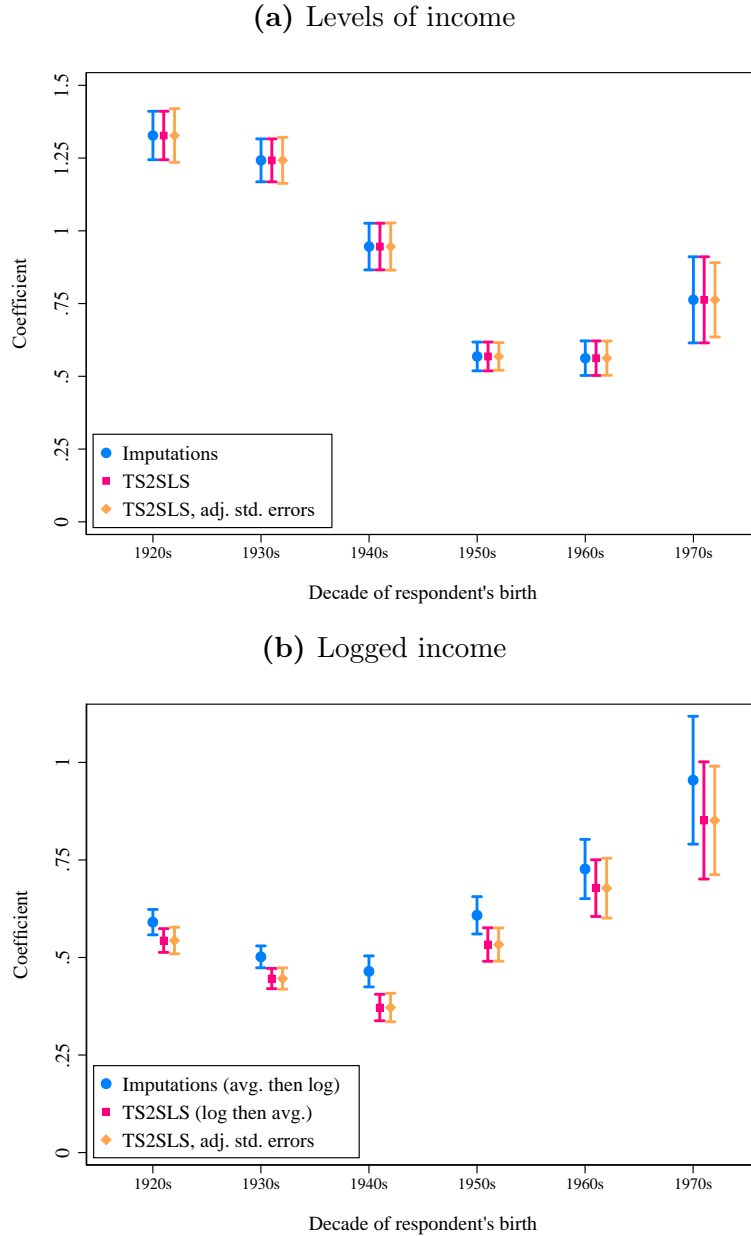 (a) Levels of income
1.5
1.25
1
.75
.5
.25
0
Coefficient
Imputations
TS2SLS
TS2SLS, adj. std. errors
1920s 1930s 1940s 1950s 1960s 1970s
Decade of respondent's birth
(b) Logged income
1
.75
.5
.25
0
Coefficient
Imputations (avg. then log)
TS2SLS (log then avg.)
TS2SLS, adj. std. errors
1920s 1930s 1940s 1950s 1960s 1970s
Decade of respondent's birth